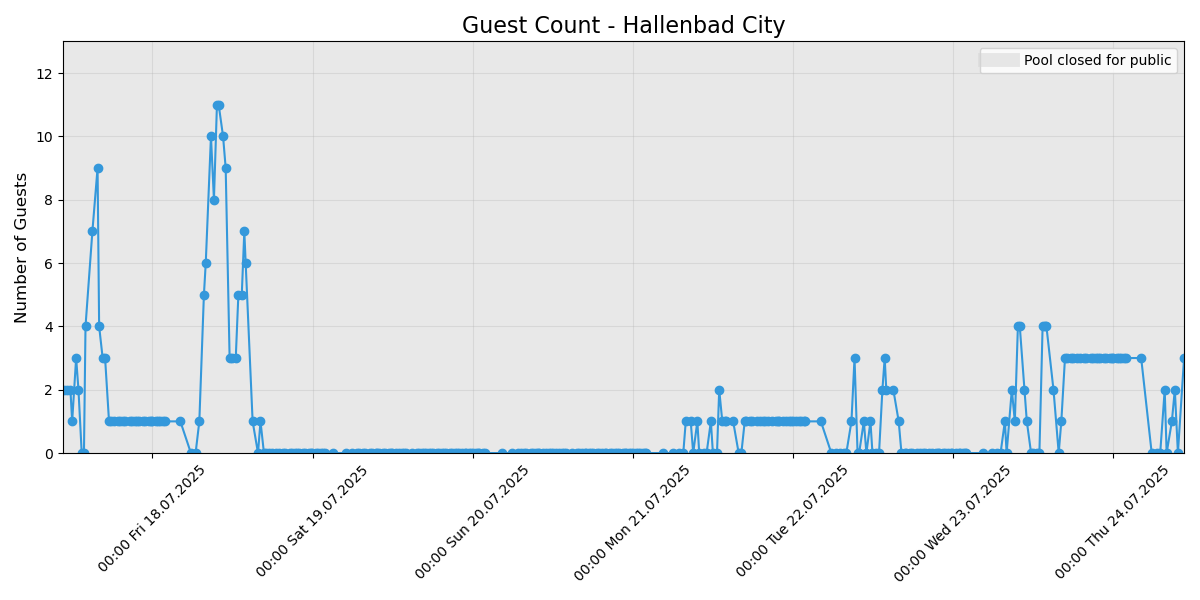 Guest Count - Hallenbad City
Pool closed for public
Number of Guests
12
10
8
6
4
2
0
00:00 Fri 18.07.2025
00:00 Sat 19.07.2025
00:00 Sun 20.07.2025
00:00 Mon 21.07.2025
00:00 Tue 22.07.2025
00:00 Wed 23.07.2025
00:00 Thu 24.07.2025